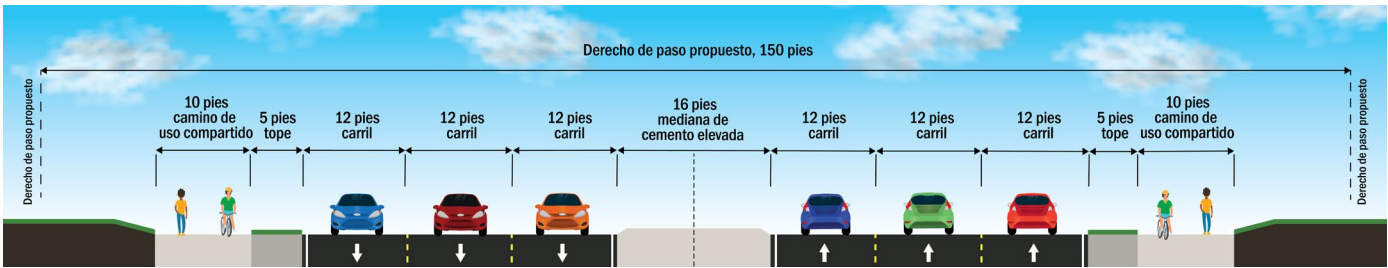 Derecho de paso propuesto, 150 pies
Derecho de paso propuesto
10 pies
camino de
uso compartido
5 pies
tope
12 pies
carril
12 pies
carril
12 pies
carril
16 pies
mediana de
cemento elevada
12 pies
carril
12 pies
carril
12 pies
carril
5 pies
tope
10 pies
camino de
uso compartido
Derecho de paso propuesto